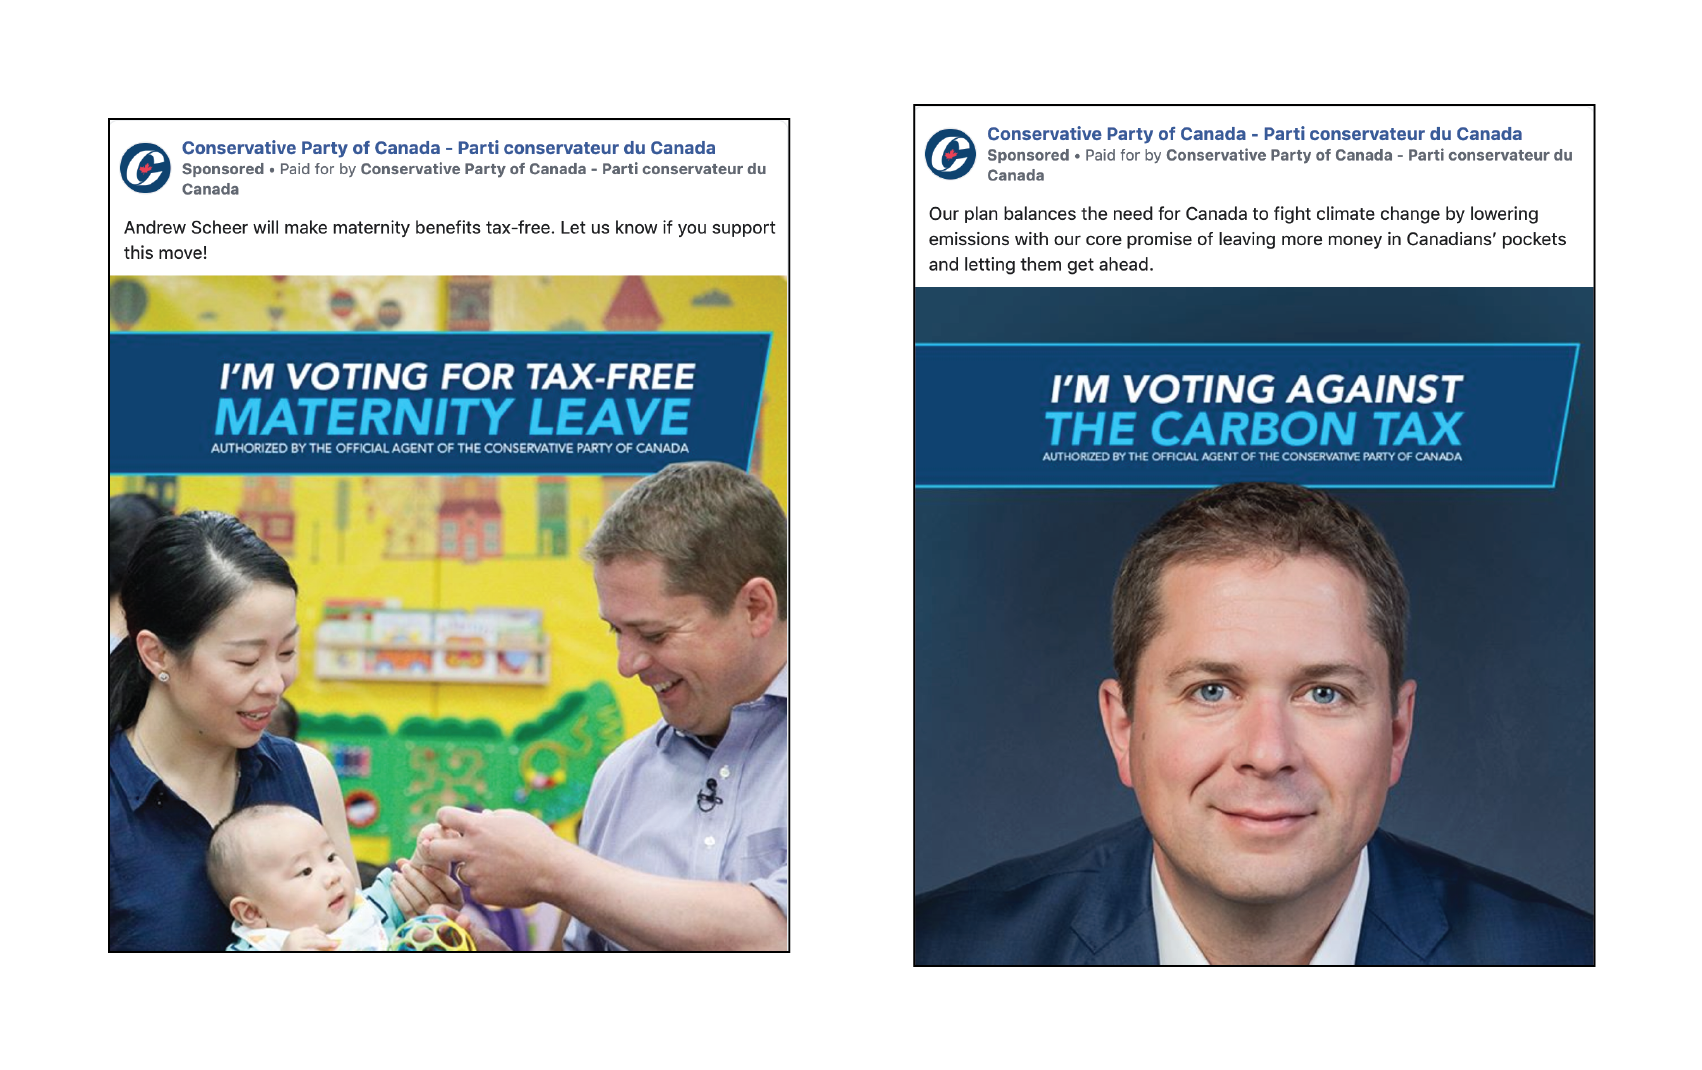 Conservative Party of Canada - Parti conservateur du Canada
Sponsored • Paid for by Conservative Party of Canada - Parti conservateur du
Canada
Andrew Scheer will make maternity benefits tax-free. Let us know if you support
this move!
I'M VOTING FOR TAX-FREE
MATERNITY LEAVE
AUTHORIZED BY THE OFFICIAL AGENT OF THE CONSERVATIVE PARTY OF CANADA
Conservative Party of Canada - Parti conservateur du Canada
Sponsored • Paid for by Conservative Party of Canada - Parti conservateur du
Canada
Our plan balances the need for Canada to fight climate change by lowering
emissions with our core promise of leaving more money in Canadians’ pockets
and letting them get ahead.
I'M VOTING AGAINST
THE CARBON TAX
AUTHORIZED BY THE OFFICIAL AGENT OF THE CONSERVATIVE PARTY OF CANADA